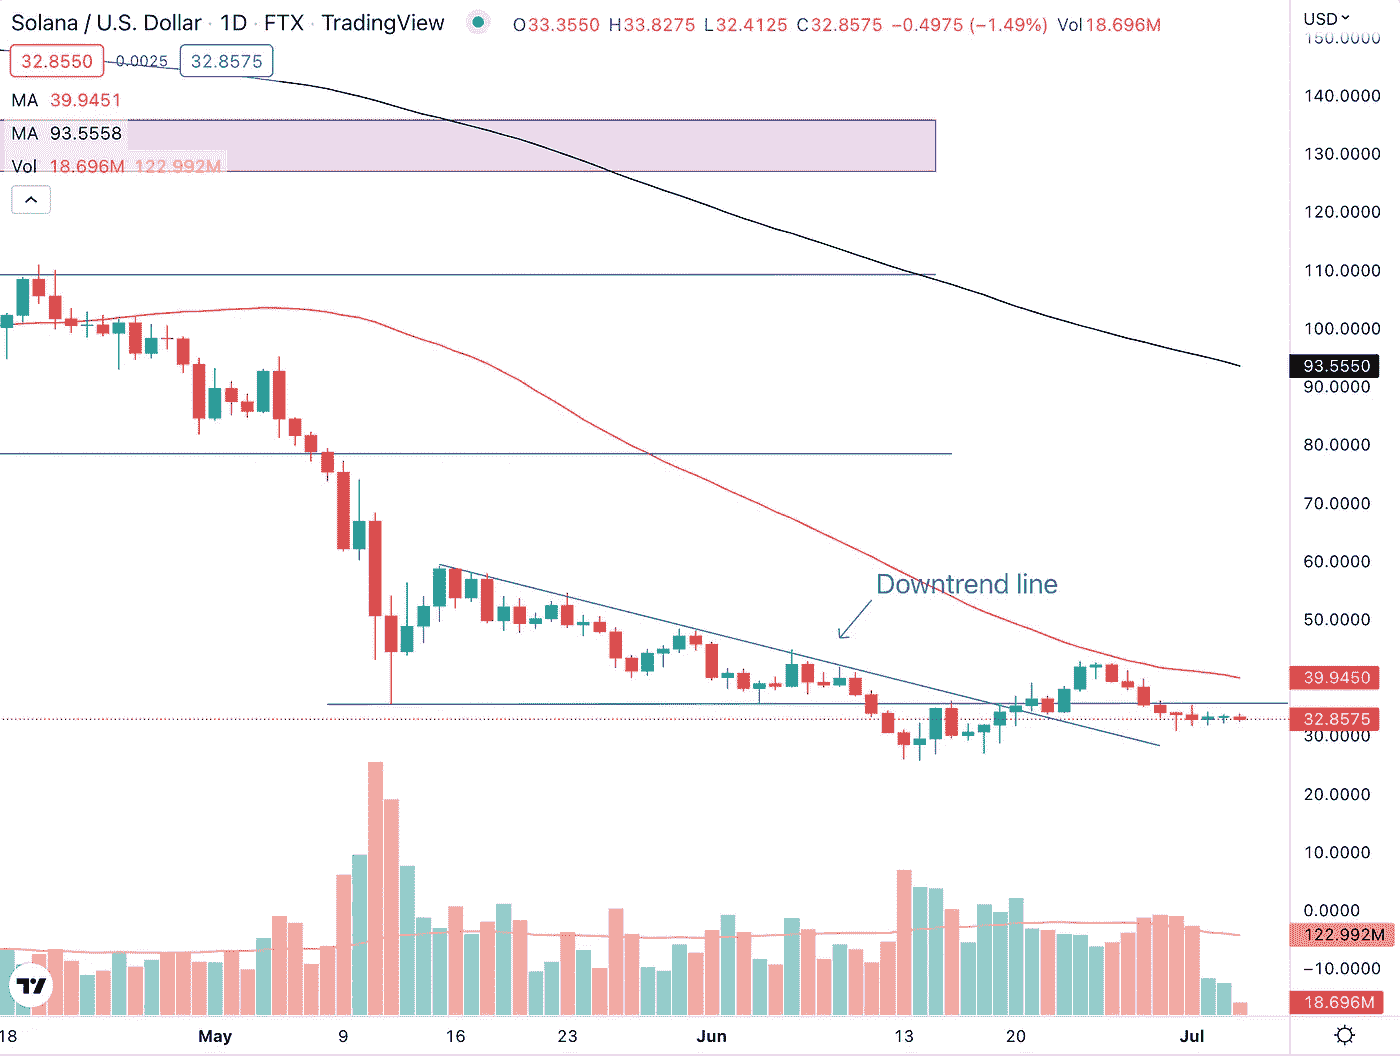 Solana / U.S. Dollar · 1D · FTX · TradingView O33.3550 H33.8275 L32.4125 C32.8575 −0.4975 (−1.49%) Vol18.696M
32.8550 0.0025 32.8575
MA 39.9451
MA 93.5558
Vol 18.696M 122.992M
Downtrend line
USD
150.0000
140.0000
130.0000
120.0000
110.0000
100.0000
93.5550
90.0000
80.0000
70.0000
60.0000
50.0000
39.9450
32.8575
30.0000
20.0000
10.0000
0.0000
122.992M
−10.0000
18.696M
18 May 9 16 23 Jun 13 20 Jul